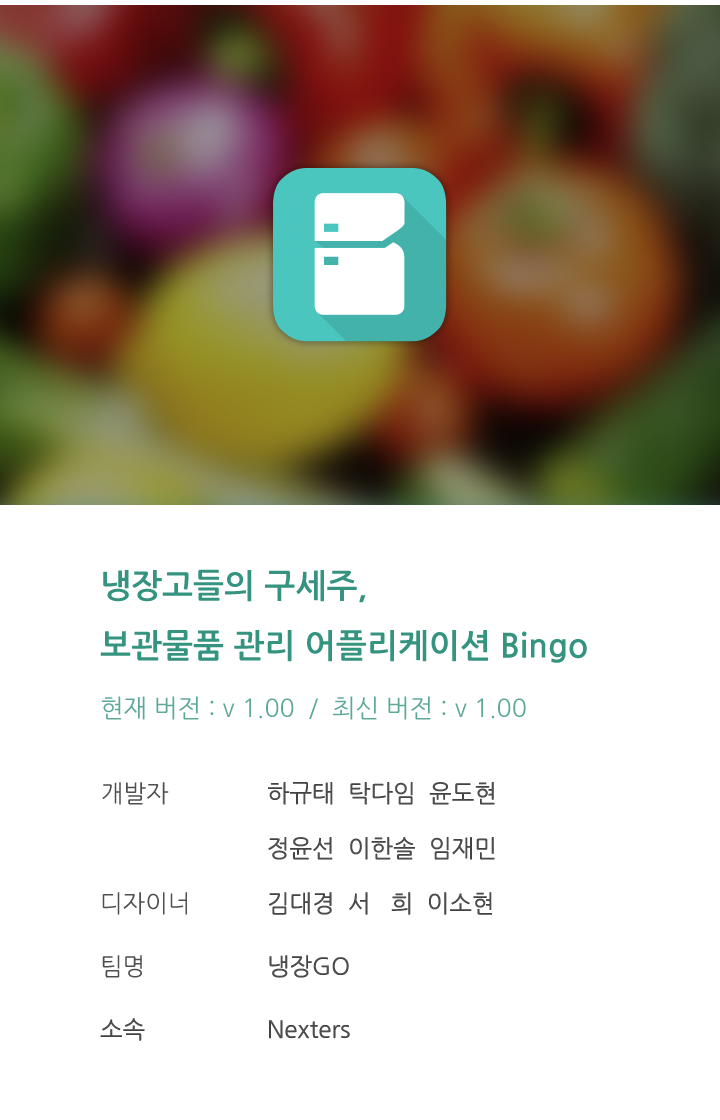 냉장고들의 구세주,
보관물품 관리 어플리케이션 Bingo
현재 버전 : v 1.00 / 최신 버전 : v 1.00
개발자 하규태 탁다임 윤도현
정윤선 이한솔 임재민
디자이너 김대경 서 희 이소현
팀명 냉장GO
소속 Nexters